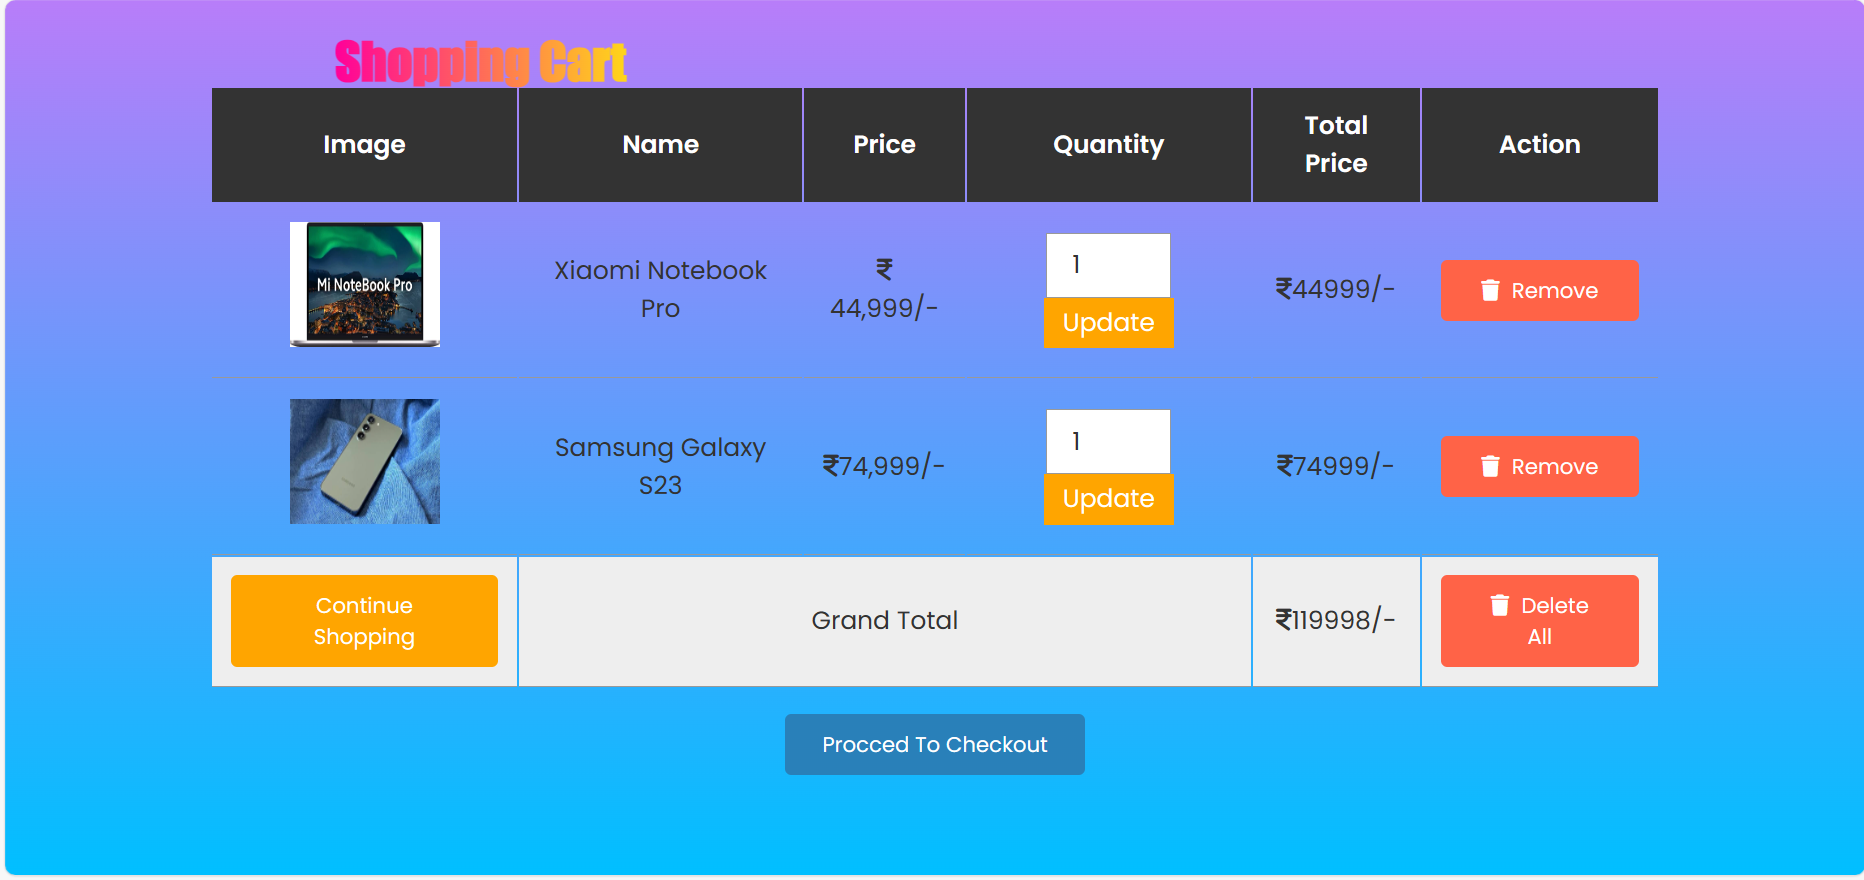 Shopping Cart
Image
Name
Price
Quantity
Total
Price
Action
Mi NoteBook Pro
Xiaomi Notebook
Pro
₹
44,999/-
1
Update
₹44999/-
Remove
Samsung Galaxy
S23
₹74,999/-
1
Update
₹74999/-
Remove
Continue
Shopping
Grand Total
₹119998/-
Delete
All
Procced To Checkout